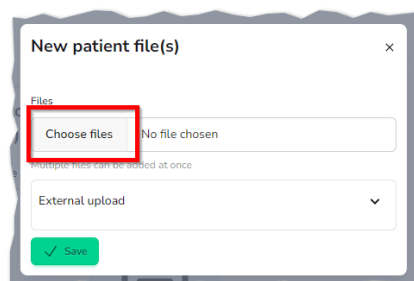 New patient file(s)
×
Files
Choose files No file chosen
Multiple files can be added at once
External upload
Save